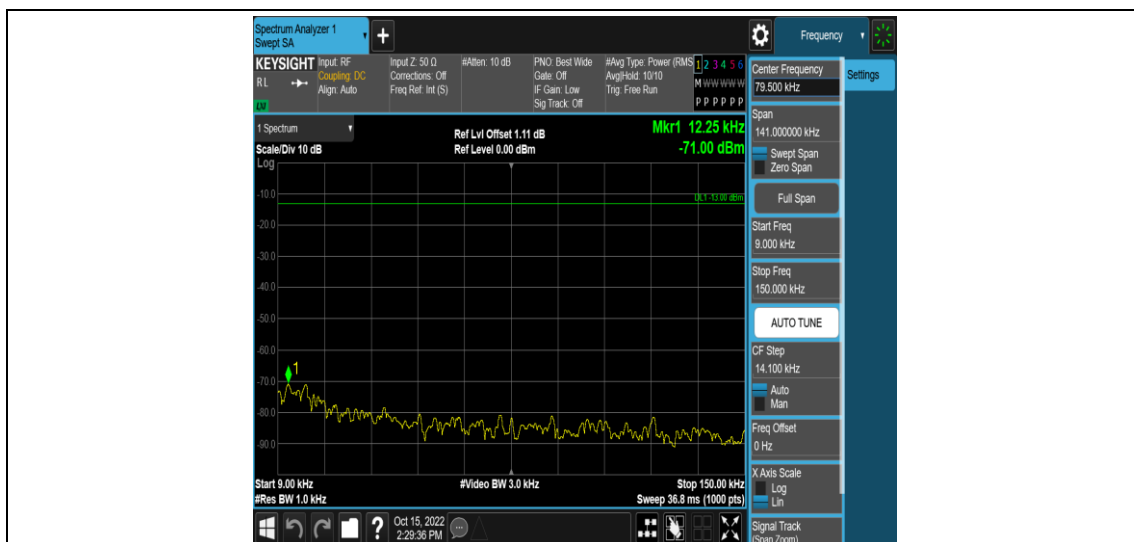 Spectrum Analyzer 1
Swept SA
Frequency
KEYSIGHT
RL
LXI
Input: RF
Coupling: DC
Align: Auto
Input Z: 50 Ω
Corrections: Off
Freq Ref: Int (S)
#Atten: 10 dB
PNO: Best Wide
Gate: Off
IF Gain: Low
Sig Track: Off
#Avg Type: Power (RMS
Avg|Hold: 10/10
Trig: Free Run
1 2 3 4 5 6
M W W W W W
P P P P P P
1 Spectrum
Scale/Div 10 dB
Ref Lvl Offset 1.11 dB
Ref Level 0.00 dBm
Mkr1 12.25 kHz
-71.00 dBm
Log
DL1 -13.00 dBm
-10.0
-20.0
-30.0
-40.0
-50.0
-60.0
-70.0
-80.0
-90.0
1
Start 9.00 kHz
#Video BW 3.0 kHz
Stop 150.00 kHz
#Res BW 1.0 kHz
Sweep 36.8 ms (1000 pts)
?
Oct 15, 2022
2:29:36 PM
Center Frequency
79.500 kHz
Settings
Span
141.000000 kHz
Swept Span
Zero Span
Full Span
Start Freq
9.000 kHz
Stop Freq
150.000 kHz
AUTO TUNE
CF Step
14.100 kHz
Auto
Man
Freq Offset
0 Hz
X Axis Scale
Log
Lin
Signal Track
(Span Zoom)